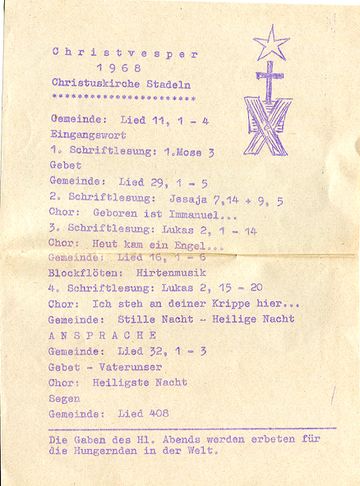 Christvesper
1968
Christuskirche Stadeln
**********************
Gemeinde: Lied 11, 1 - 4
Eingangswort
1. Schriftlesung: 1.Mose 3
Gebet
Gemeinde: Lied 29, 1 - 5
2. Schriftlesung: Jesaja 7,14 + 9, 5
Chor: Geboren ist Immanuel...
3. Schriftlesung: Lukas 2, 1 - 14
Chor: Heut kam ein Engel...
Gemeinde: Lied 16, 1 - 6
Blockflöten: Hirtenmusik
4. Schriftlesung: Lukas 2, 15 - 20
Chor: Ich steh an deiner Krippe hier...
Gemeinde: Stille Nacht - Heilige Nacht
ANSPRACHE
Gemeinde: Lied 32, 1 - 3
Gebet - Vaterunser
Chor: Heiligste Nacht
Segen
Gemeinde: Lied 408
Die Gaben des Hl. Abends werden erbeten für
die Hungernden in der Welt.